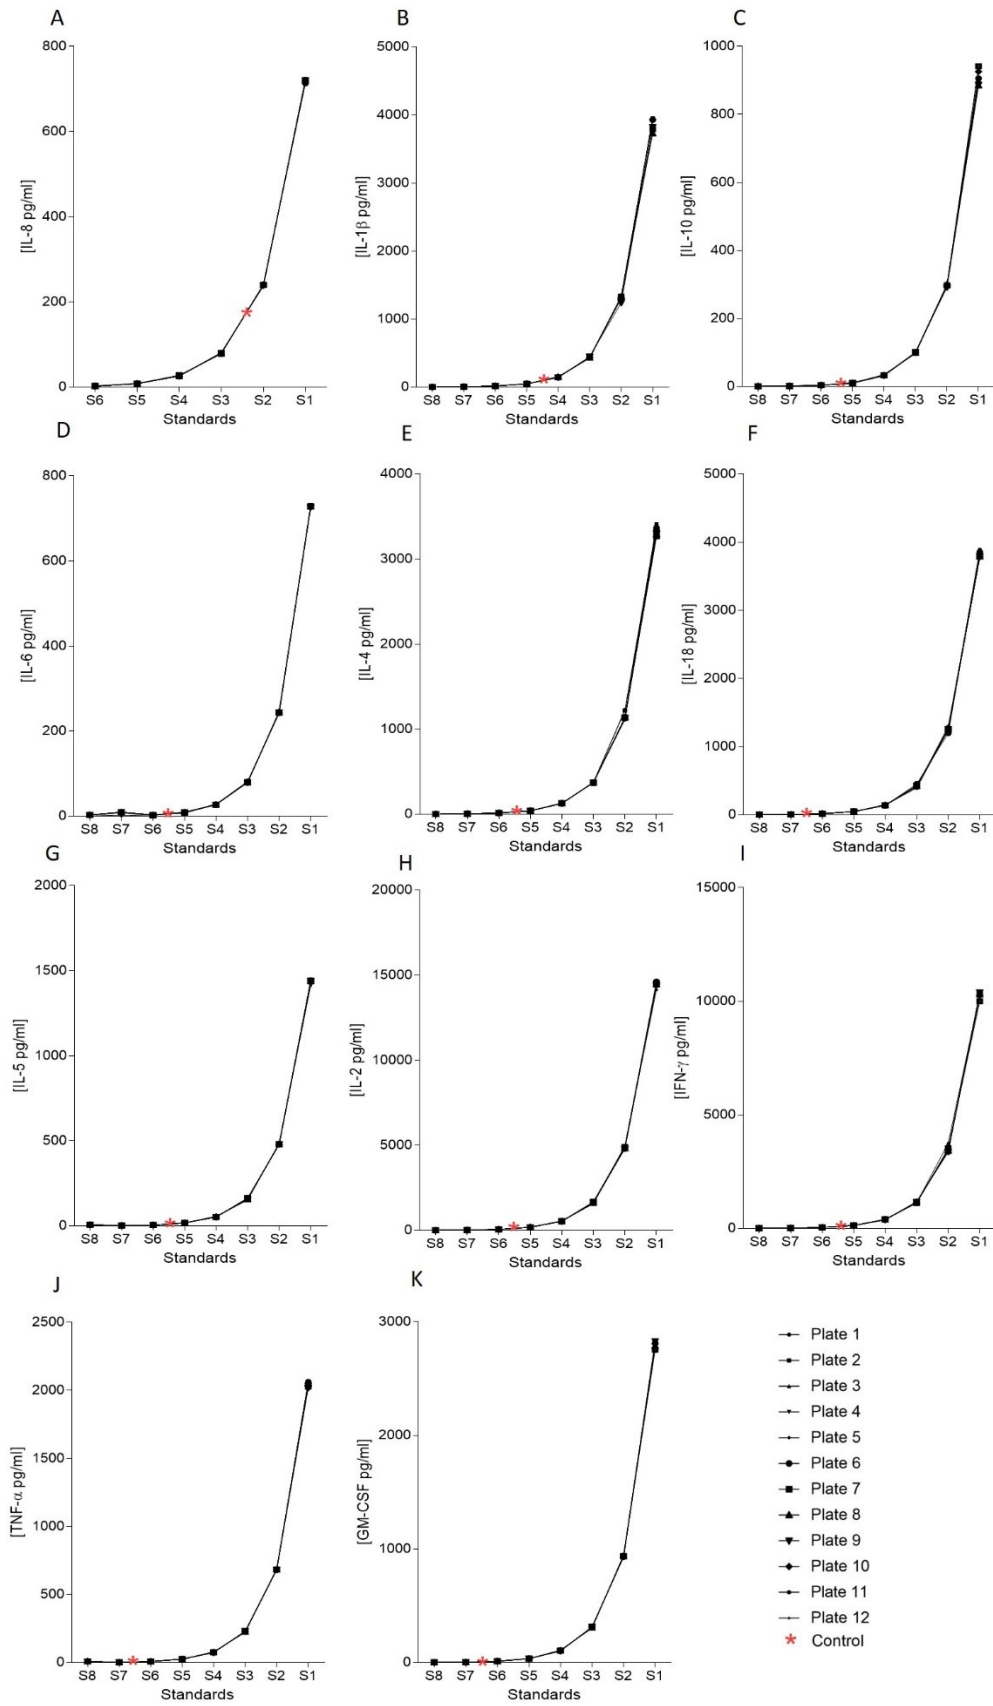 A
[IL-8 pg/ml]
800
600
400
200
0
S6 S5 S4 S3 S2 S1
Standards
B
[IL-1β pg/ml]
5000
4000
3000
2000
1000
0
S8 S7 S6 S5 S4 S3 S2 S1
Standards
C
[IL-10 pg/ml]
1000
800
600
400
200
0
S8 S7 S6 S5 S4 S3 S2 S1
Standards
D
[IL-6 pg/ml]
800
600
400
200
0
S8 S7 S6 S5 S4 S3 S2 S1
Standards
E
[IL-4 pg/ml]
4000
3000
2000
1000
0
S8 S7 S6 S5 S4 S3 S2 S1
Standards
F
[IL-18 pg/ml]
5000
4000
3000
2000
1000
0
S8 S7 S6 S5 S4 S3 S2 S1
Standards
G
[IL-5 pg/ml]
2000
1500
1000
500
0
S8 S7 S6 S5 S4 S3 S2 S1
Standards
H
[IL-2 pg/ml]
20000
15000
10000
5000
0
S8 S7 S6 S5 S4 S3 S2 S1
Standards
I
[IFN-γ pg/ml]
15000
10000
5000
0
S8 S7 S6 S5 S4 S3 S2 S1
Standards
J
[TNF-α pg/ml]
2500
2000
1500
1000
500
0
S8 S7 S6 S5 S4 S3 S2 S1
Standards
K
[GM-CSF pg/ml]
3000
2000
1000
0
S8 S7 S6 S5 S4 S3 S2 S1
Standards
Plate 1
Plate 2
Plate 3
Plate 4
Plate 5
Plate 6
Plate 7
Plate 8
Plate 9
Plate 10
Plate 11
Plate 12
* Control